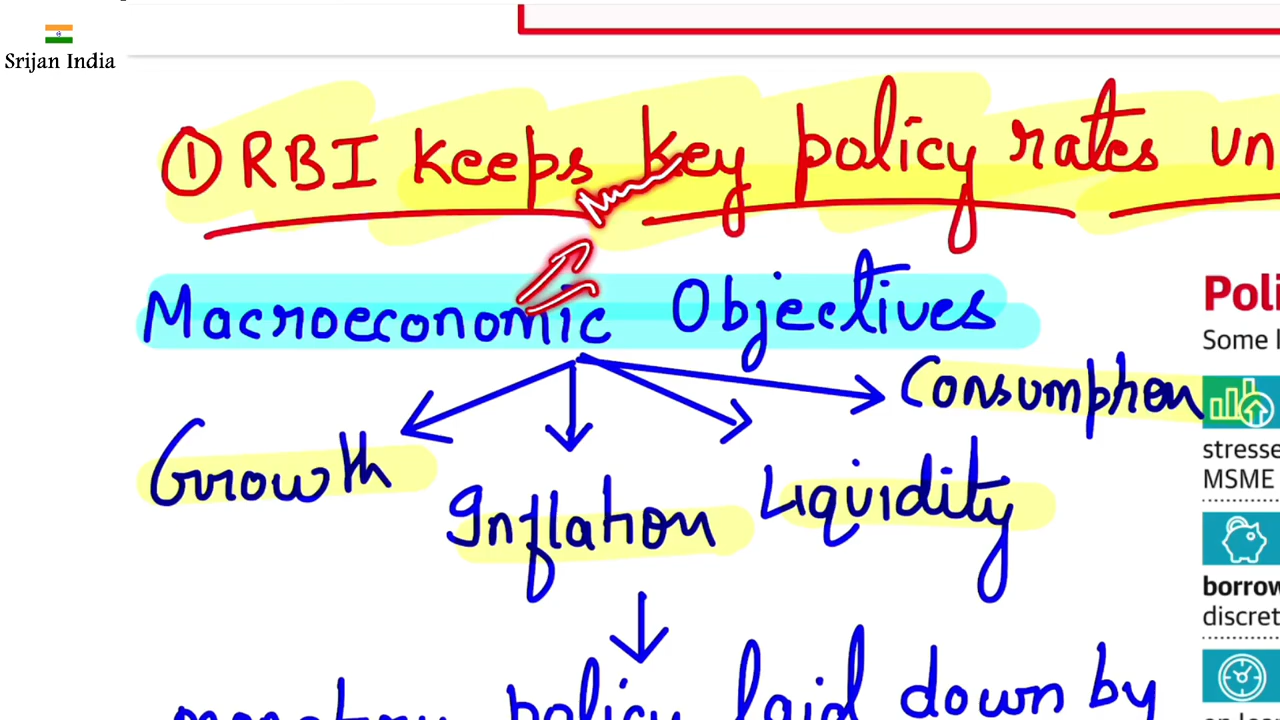 Srijan India
① RBI keeps key policy rates un
Macroeconomic Objectives
Consumption
Growth
Inflation
Liquidity
monetary policy laid down by
Poli
Some l
stresse
MSME
borrow
discret